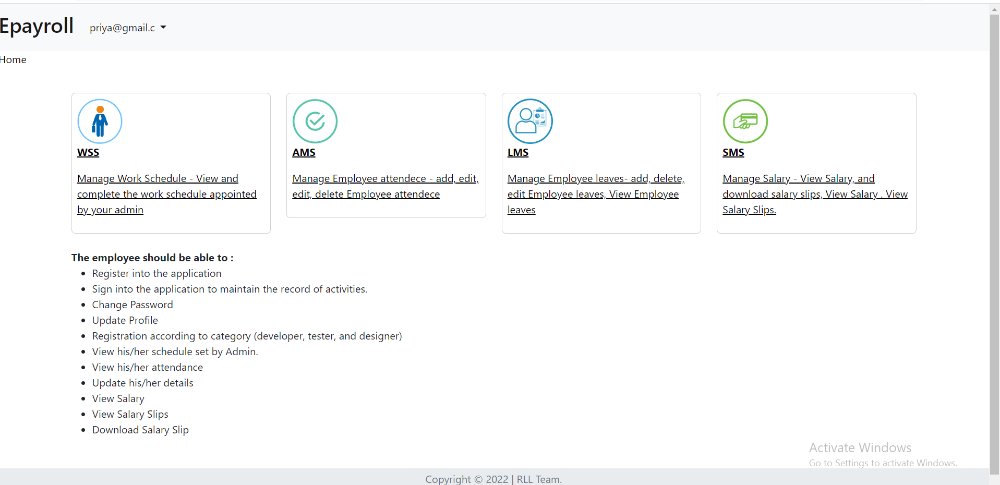 Epayroll priya@gmail.c
Home
WSS
Manage Work Schedule - View and
complete the work schedule appointed
by your admin
AMS
Manage Employee attendece - add, edit,
edit, delete Employee attendece
LMS
Manage Employee leaves- add, delete,
edit Employee leaves, View Employee
leaves
SMS
Manage Salary - View Salary, and
download salary slips, View Salary . View
Salary Slips.
The employee should be able to :
Register into the application
Sign into the application to maintain the record of activities.
Change Password
Update Profile
Registration according to category (developer, tester, and designer)
View his/her schedule set by Admin.
View his/her attendance
Update his/her details
View Salary
View Salary Slips
Download Salary Slip
Activate Windows
Go to Settings to activate Windows.
Copyright © 2022 | RLL Team.